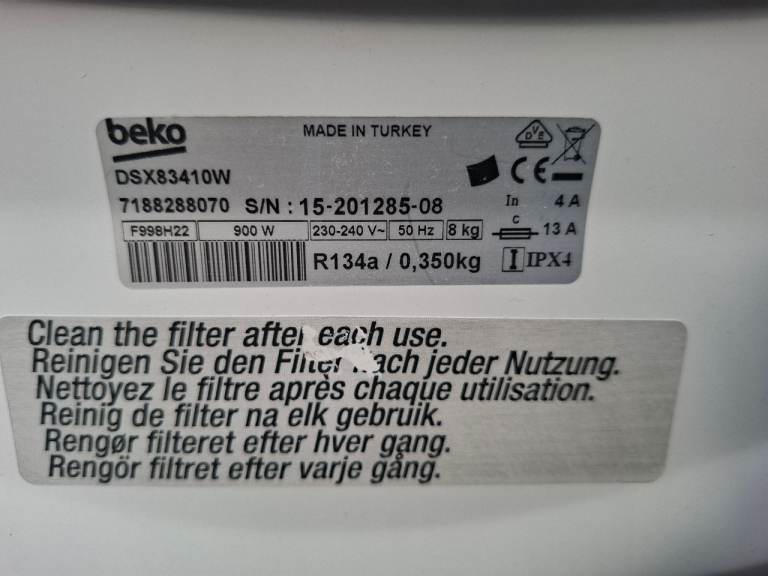 beko
MADE IN TURKEY
DVE
DSX83410W
CE
7188288070 S/N : 15-201285-08
In 4A
F998H22 900 W 230-240 V~ 50 Hz 8 kg
C 13 A
R134a / 0,350kg
IPX4
Clean the filter after each use.
Reinigen Sie den Filter nach jeder Nutzung.
Nettoyez le filtre après chaque utilisation.
Reinig de filter na elk gebruik.
Rengør filteret efter hver gang.
Rengör filtret efter varje gång.